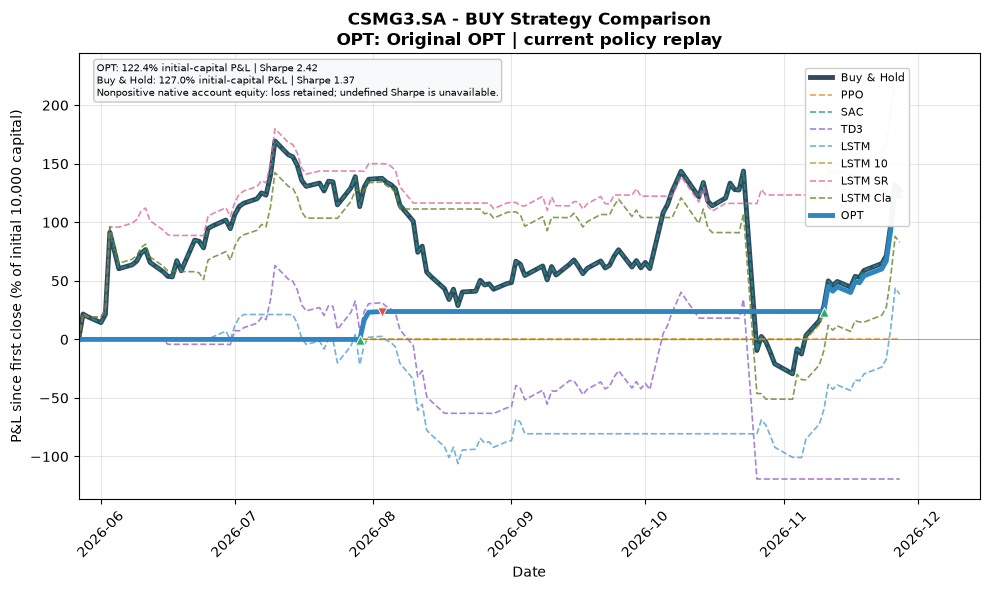 CSMG3.SA - BUY Strategy Comparison
OPT: Original OPT | current policy replay
OPT: 122.4% initial-capital P&L | Sharpe 2.42
Buy & Hold: 127.0% initial-capital P&L | Sharpe 1.37
Nonpositive native account equity: loss retained; undefined Sharpe is unavailable.
Buy & Hold
PPO
SAC
TD3
LSTM
LSTM 10
LSTM SR
LSTM Cla
OPT
P&L since first close (% of initial 10,000 capital)
200
150
100
50
0
−50
−100
2026-06
2026-07
2026-08
2026-09
2026-10
2026-11
2026-12
Date